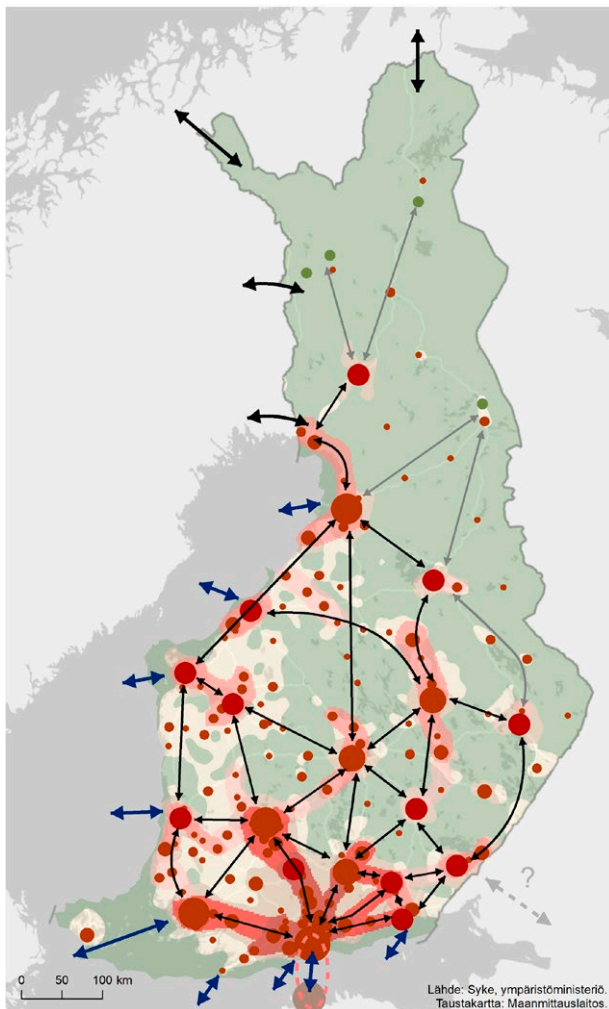 ?
0 50 100 km
Lähde: Syke, ympäristöministeriö.
Taustakartta: Maanmittauslaitos.